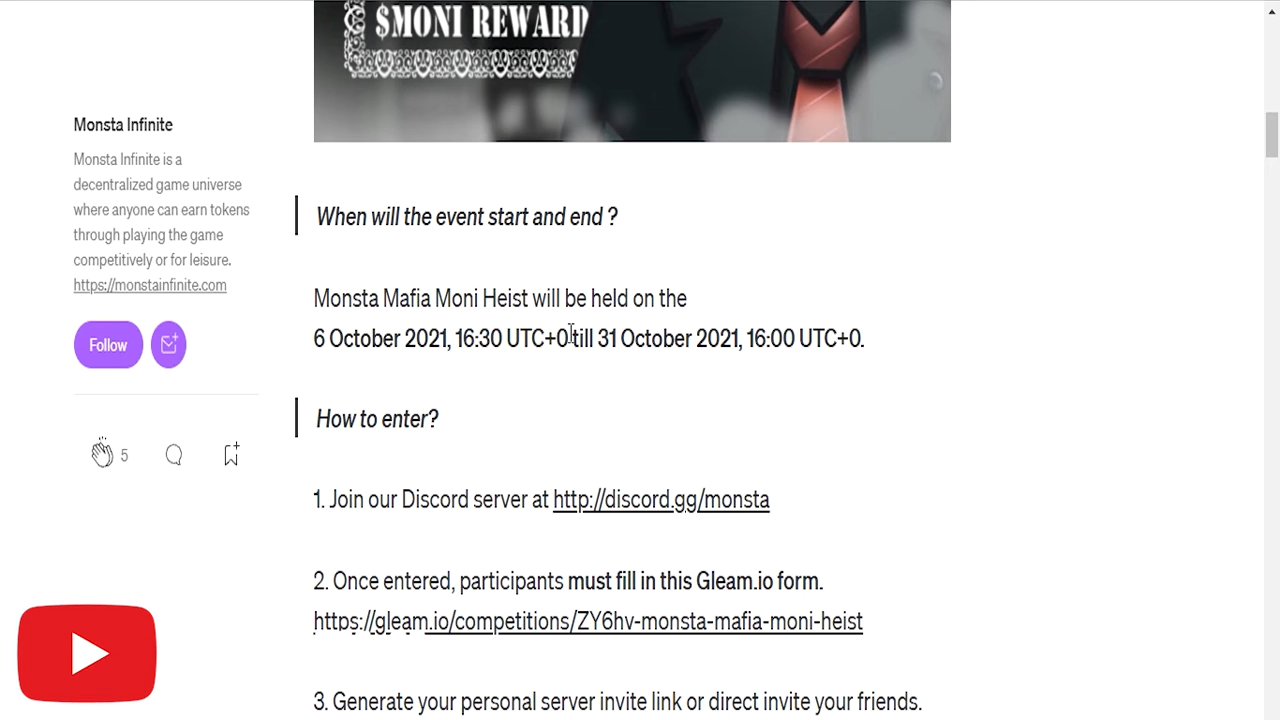 $MONI REWARD
Monsta Infinite
Monsta Infinite is a
decentralized game universe
where anyone can earn tokens
through playing the game
competitively or for leisure.
https://monstainfinite.com
Follow
5
When will the event start and end ?
Monsta Mafia Moni Heist will be held on the
6 October 2021, 16:30 UTC+0 till 31 October 2021, 16:00 UTC+0.
How to enter?
1. Join our Discord server at http://discord.gg/monsta
2. Once entered, participants must fill in this Gleam.io form.
https://gleam.io/competitions/ZY6hv-monsta-mafia-moni-heist
3. Generate your personal server invite link or direct invite your friends.